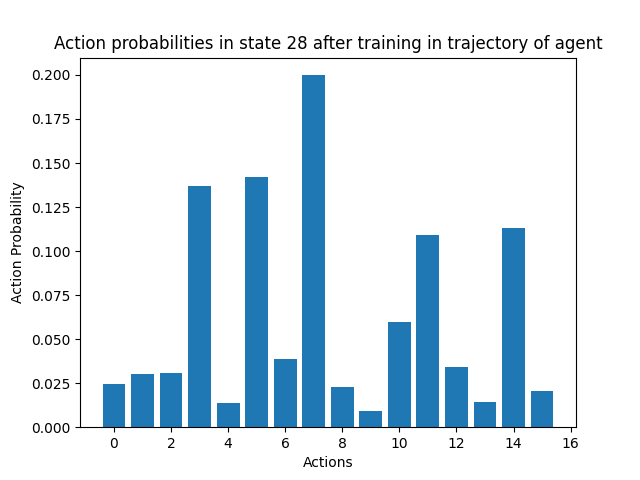 Action probabilities in state 28 after training in trajectory of agent
0.200
0.175
0.150
0.125
0.100
0.075
0.050
0.025
0.000
Action Probability
0 2 4 6 8 10 12 14 16
Actions